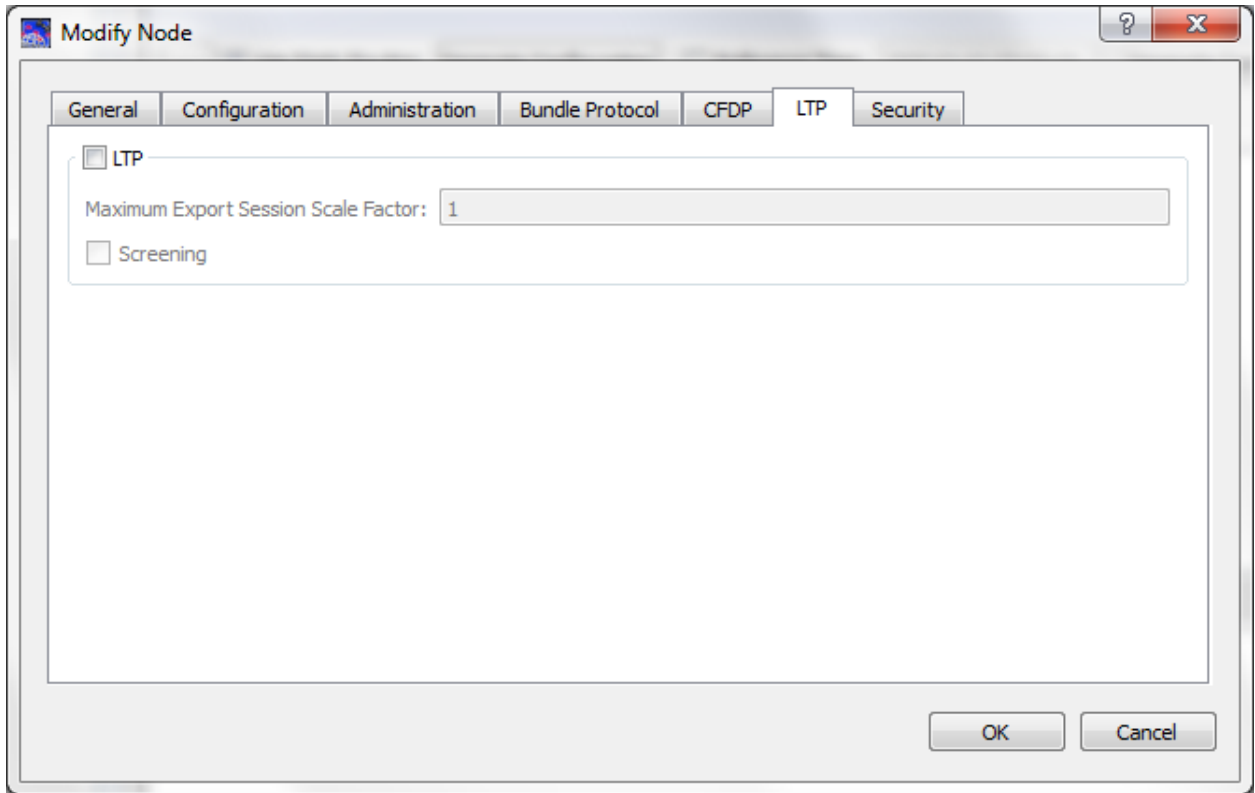 Modify Node
General Configuration Administration Bundle Protocol CFDP LTP Security
LTP
Maximum Export Session Scale Factor: 1
Screening
OK Cancel